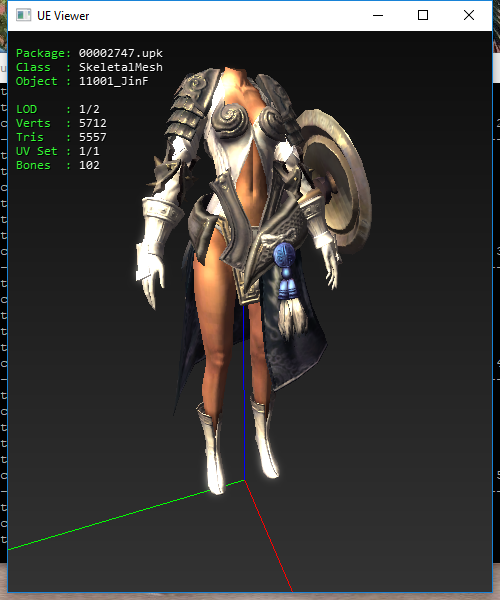 UE Viewer
Package: 00002747.upk
Class : SkeletalMesh
Object : 11001_JinF
LOD : 1/2
Verts : 5712
Tris : 5557
UV Set : 1/1
Bones : 102